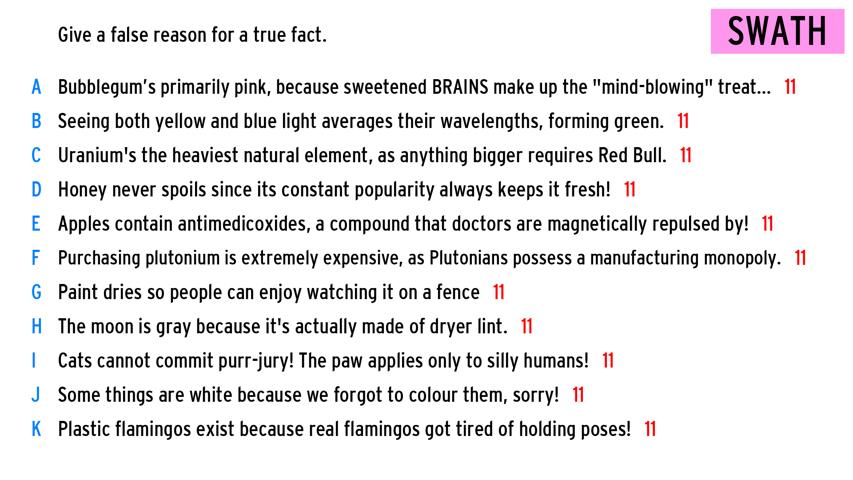 Give a false reason for a true fact.
SWATH
A Bubblegum's primarily pink, because sweetened BRAINS make up the "mind-blowing" treat... 11
B Seeing both yellow and blue light averages their wavelengths, forming green. 11
C Uranium's the heaviest natural element, as anything bigger requires Red Bull. 11
D Honey never spoils since its constant popularity always keeps it fresh! 11
E Apples contain antimedicoxides, a compound that doctors are magnetically repulsed by! 11
F Purchasing plutonium is extremely expensive, as Plutonians possess a manufacturing monopoly. 11
G Paint dries so people can enjoy watching it on a fence 11
H The moon is gray because it's actually made of dryer lint. 11
I Cats cannot commit purr-jury! The paw applies only to silly humans! 11
J Some things are white because we forgot to colour them, sorry! 11
K Plastic flamingos exist because real flamingos got tired of holding poses! 11